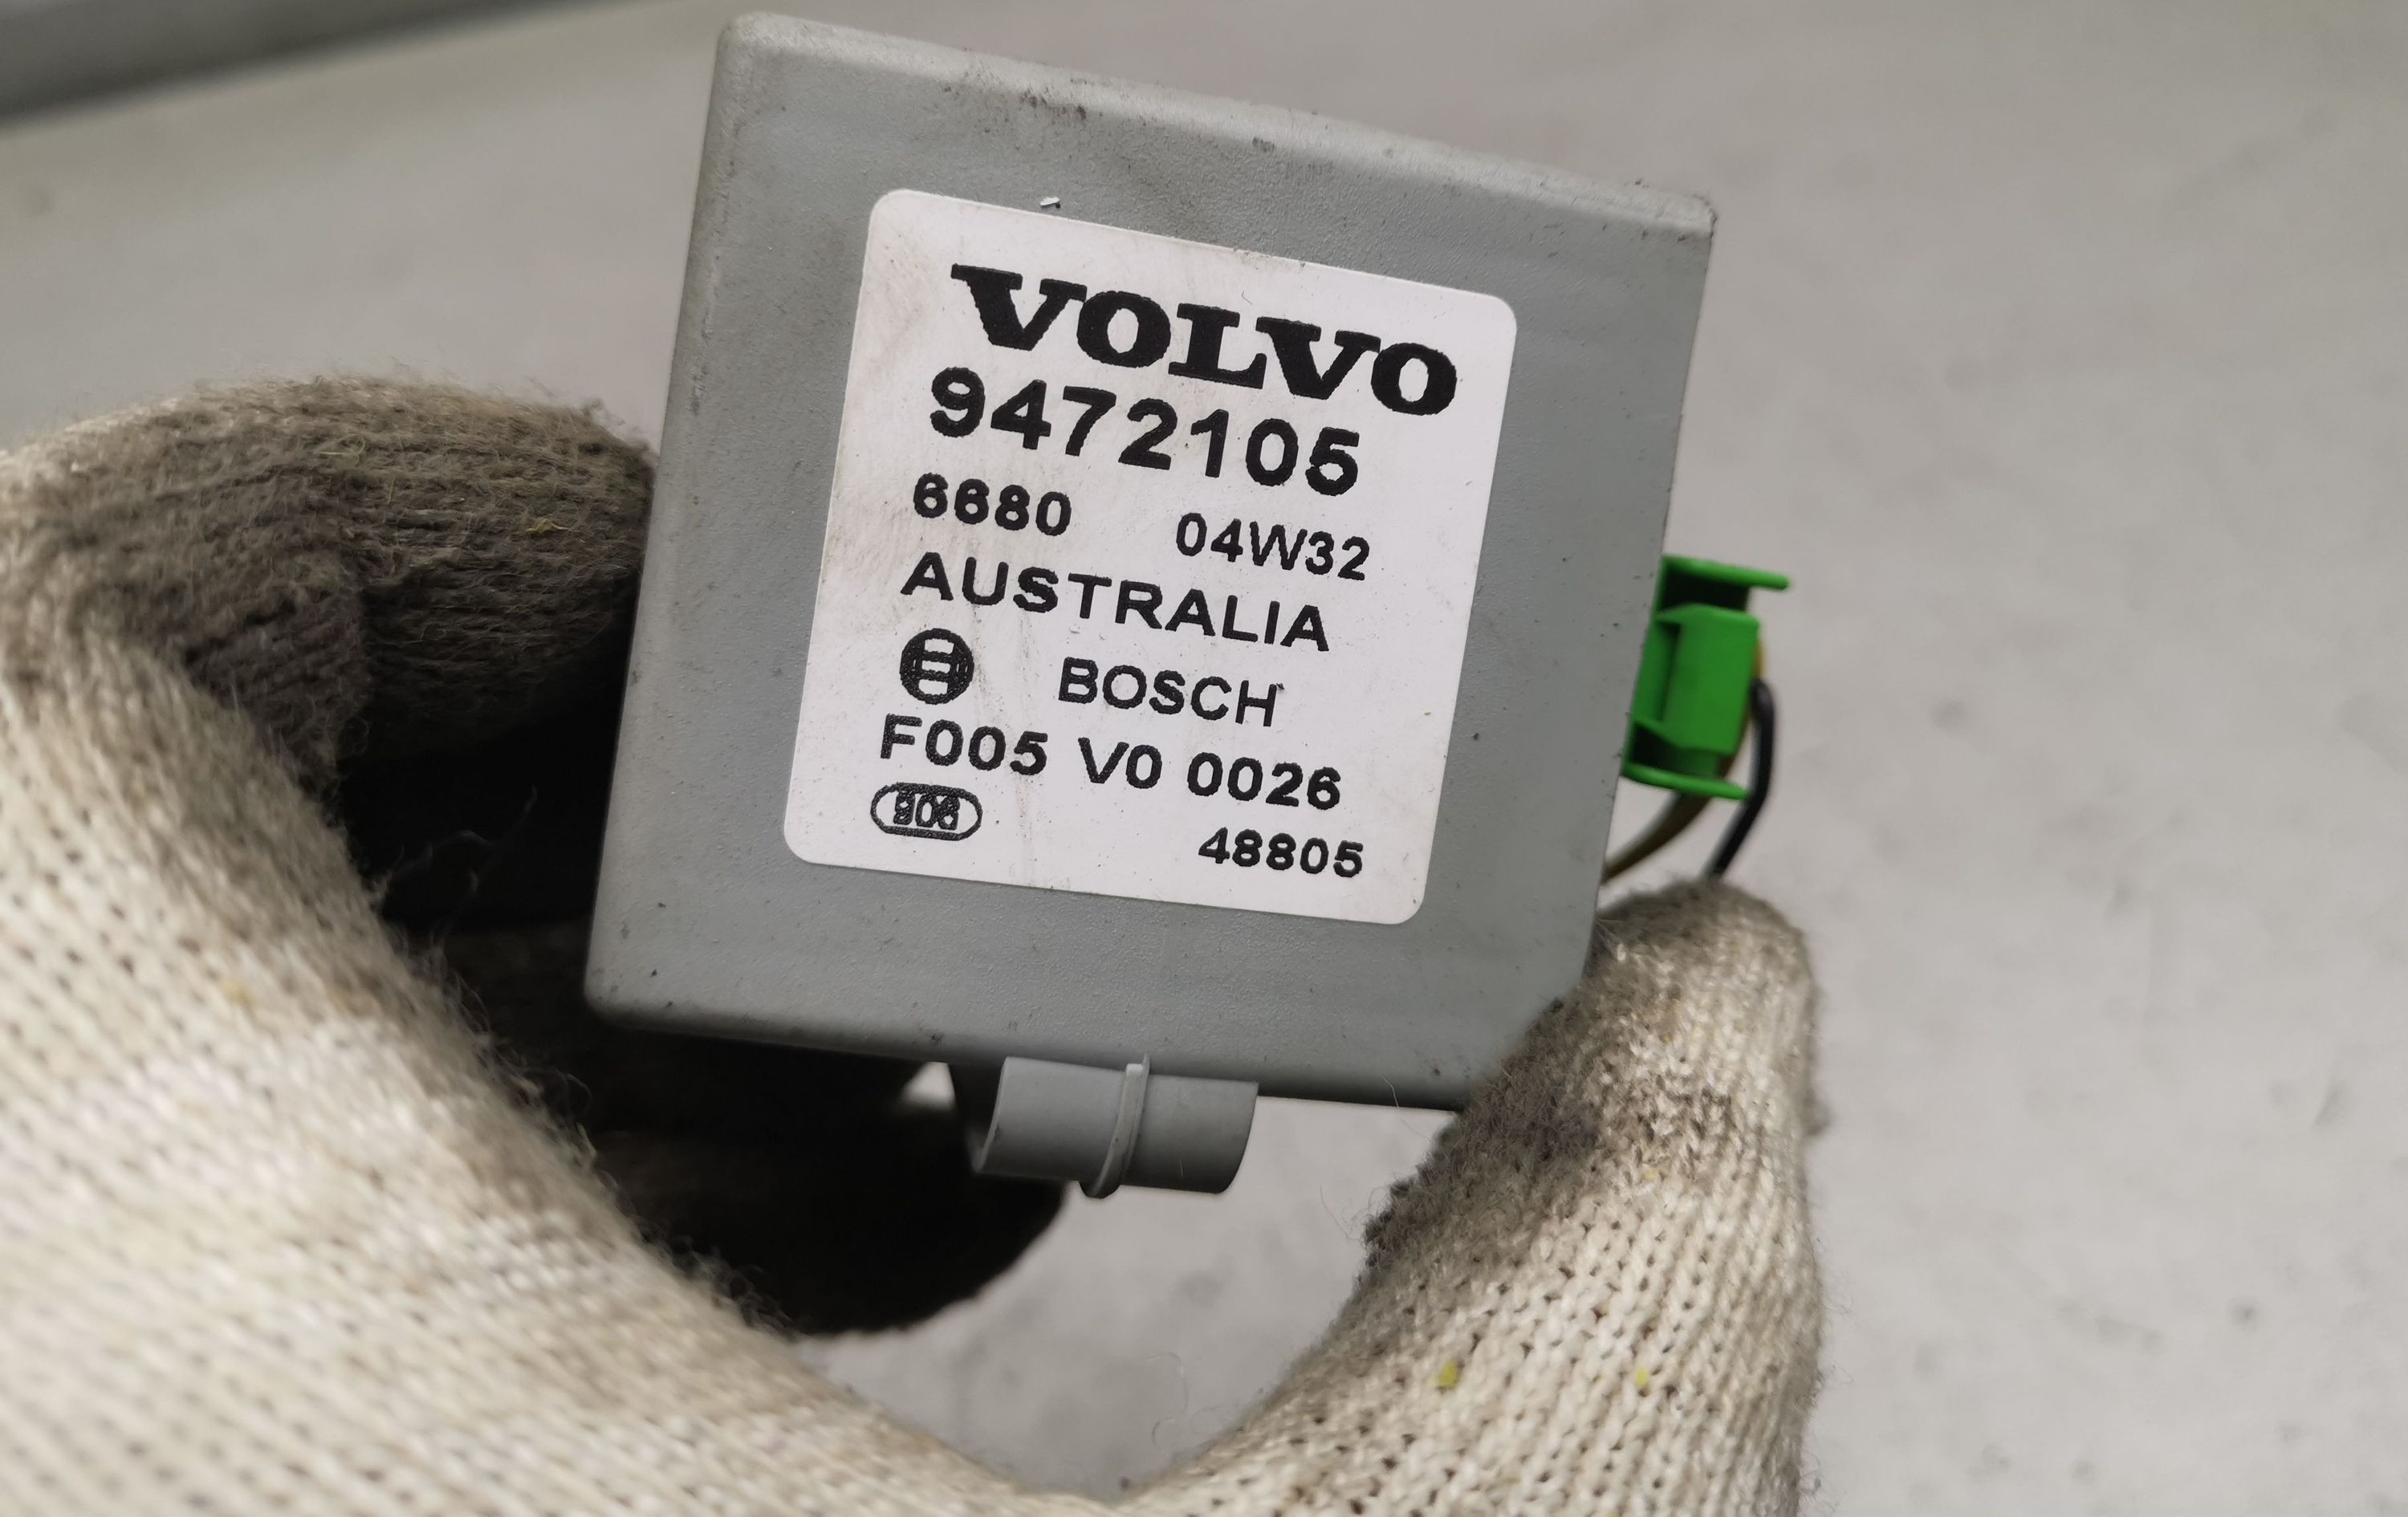 VOLVO
9472105
6680 04W32
AUSTRALIA
BOSCH
F005 V0 0026
48805